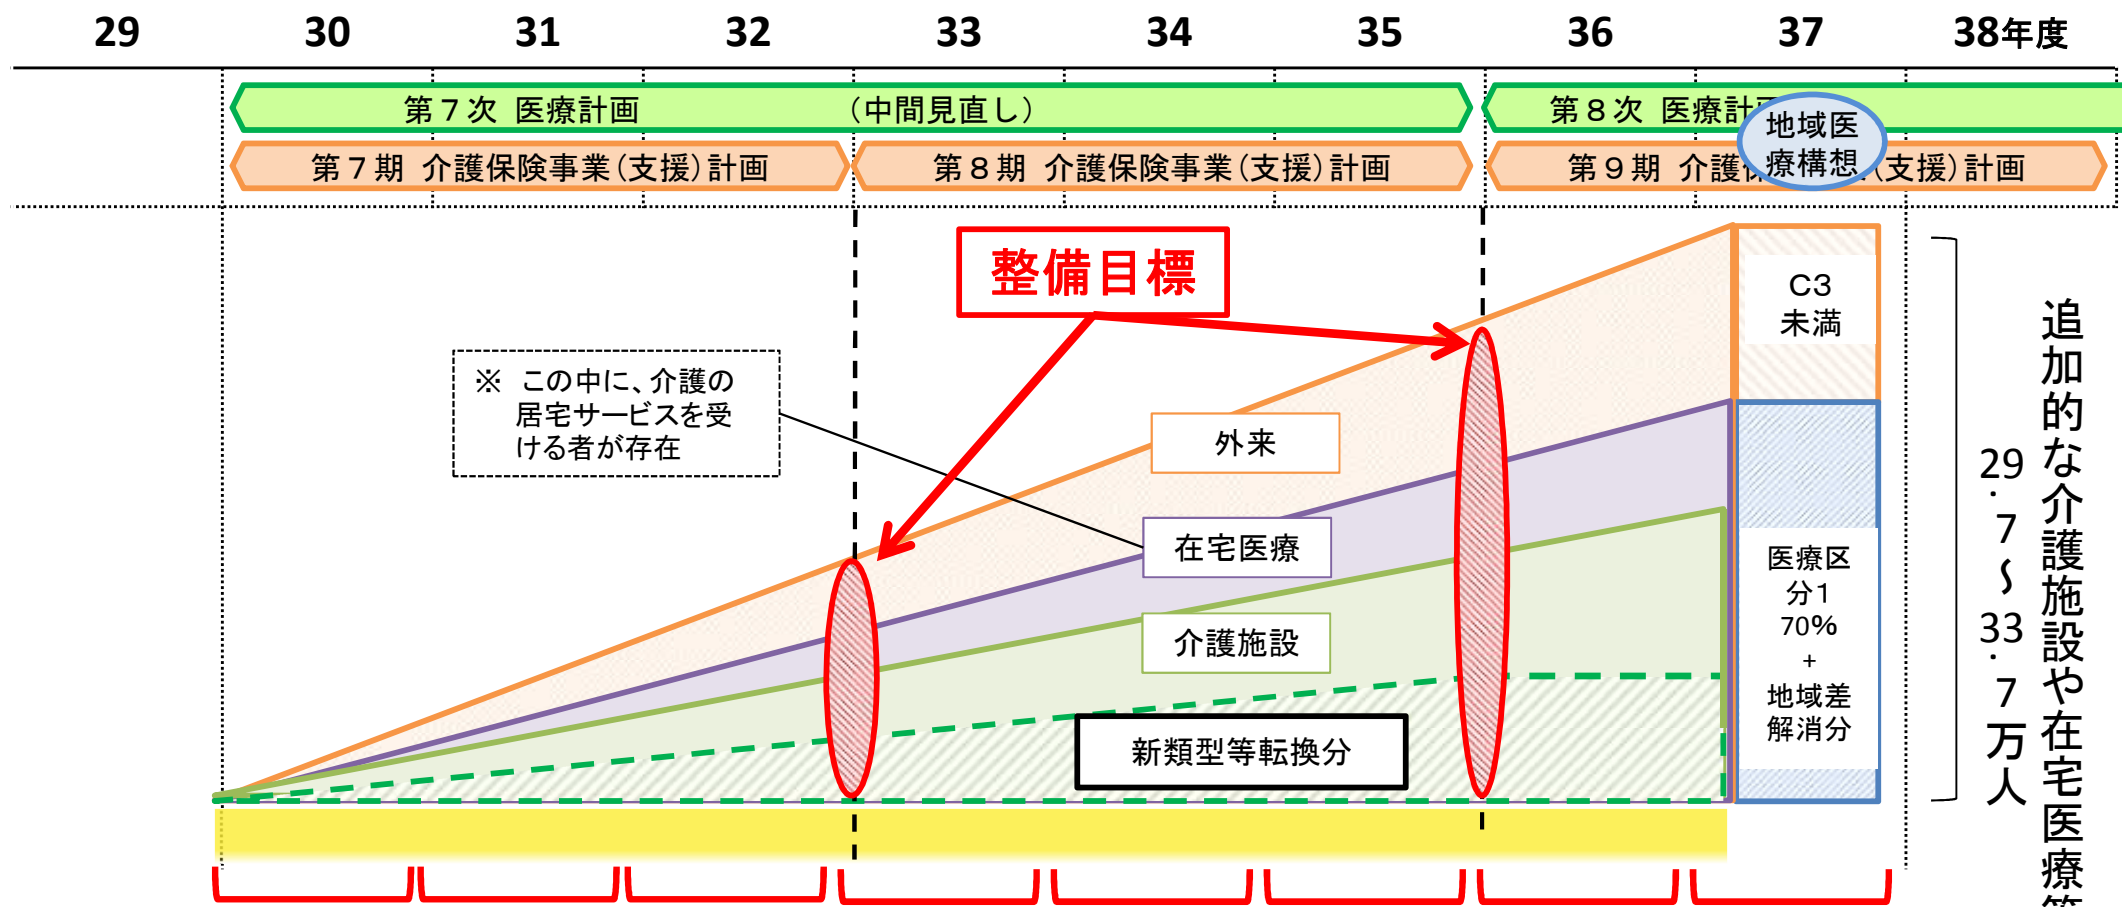 29 30 31 32 33 34 35 36 37 38年度
第７次 医療計画 (中間見直し)
第８次 医療計
第７期 介護保険事業(支援)計画
第８期 介護保険事業(支援)計画
第９期 介護保
(支援)計画
地域医
療構想
整備目標
C3
未満
※ この中に、介護の
居宅サービスを受
ける者が存在
外来
在宅医療
介護施設
新類型等転換分
医療区
分1
70%
+
地域差
解消分
追加的な介護施設や在宅医療等
29.7～33.7万人